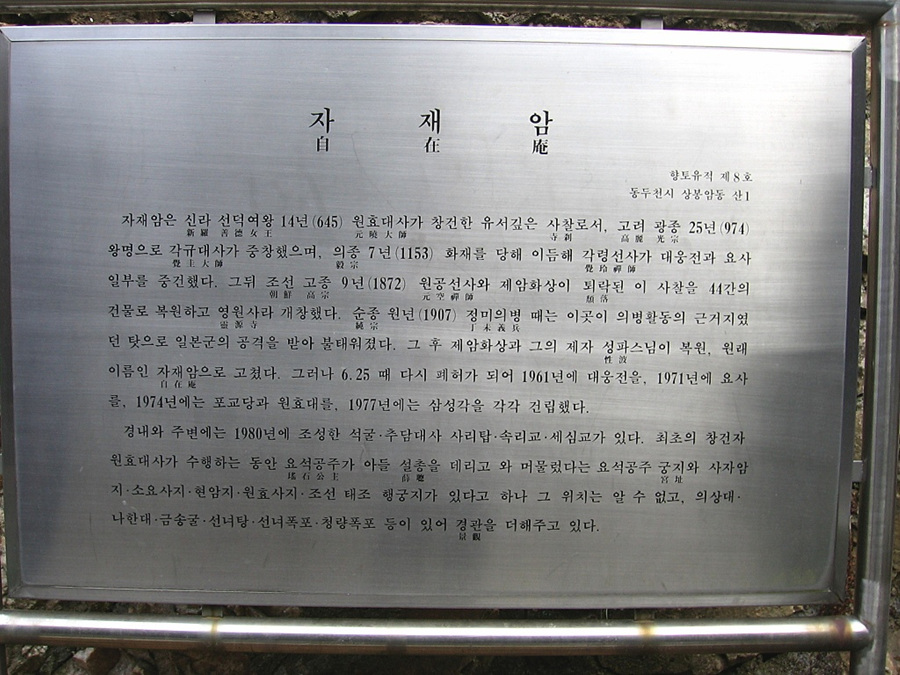 자 재 암
自 在 庵
향토유적 제8호
동두천시 상봉암동 산1
자재암은 신라 선덕여왕 14년(645) 원효대사가 창건한 유서깊은 사찰로서, 고려 광종 25년(974)
新羅 善德女王 元曉大師 寺刹 高麗 光宗
왕명으로 각규대사가 중창했으며, 의종 7년(1153) 화재를 당해 이듬해 각령선사가 대웅전과 요사
覺圭大師 毅宗 覺玲禪師
일부를 중건했다. 그뒤 조선 고종 9년(1872) 원공선사와 제암화상이 퇴락된 이 사찰을 44간의
朝鮮 高宗 元空禪師 頹落
건물로 복원하고 영원사라 개창했다. 순종 원년(1907) 정미의병 때는 이곳이 의병활동의 근거지였
靈源寺 純宗 丁未義兵
던 탓으로 일본군의 공격을 받아 불태워졌다. 그 후 제암화상과 그의 제자 성파스님이 복원, 원래
性波
이름인 자재암으로 고쳤다. 그러나 6.25 때 다시 폐허가 되어 1961년에 대웅전을, 1971년에 요사
自在庵
를, 1974년에는 포교당과 원효대를, 1977년에는 삼성각을 각각 건립했다.
경내와 주변에는 1980년에 조성한 석굴·추담대사 사리탑·속리교·세심교가 있다. 최초의 창건자
원효대사가 수행하는 동안 요석공주가 아들 설총을 데리고 와 머물렀다는 요석공주 궁지와 사자암
瑤石公主 薛聰 宮址
지·소요사지·현암지·원효사지·조선 태조 행궁지가 있다고 하나 그 위치는 알 수 없고, 의상대·
나한대·금송굴·선녀탕·선녀폭포·청량폭포 등이 있어 경관을 더해주고 있다.
景觀